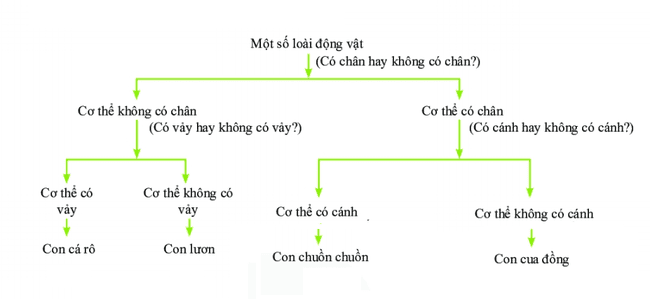 Một số loài động vật
(Có chân hay không có chân?)
Cơ thể không có chân
Cơ thể có chân
(Có vảy hay không có vảy?)
(Có cánh hay không có cánh?)
Cơ thể có
vảy
Cơ thể không có
vảy
Cơ thể có cánh
Cơ thể không có cánh
Con cá rô
Con lươn
Con chuồn chuồn
Con cua đồng